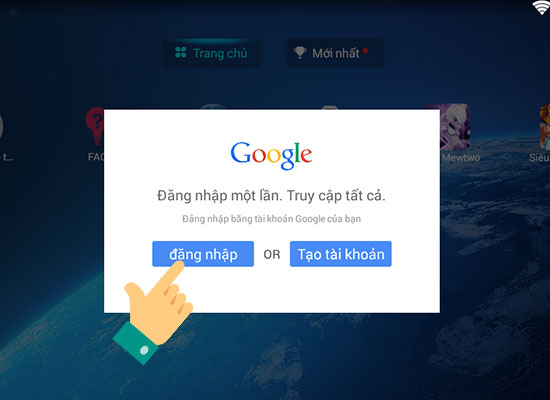 Trang chủ
Mới nhất
FAQ
Mewtwo
Siêu
Google
Đăng nhập một lần. Truy cập tất cả.
Đăng nhập bằng tài khoản Google của bạn
đăng nhập OR Tạo tài khoản